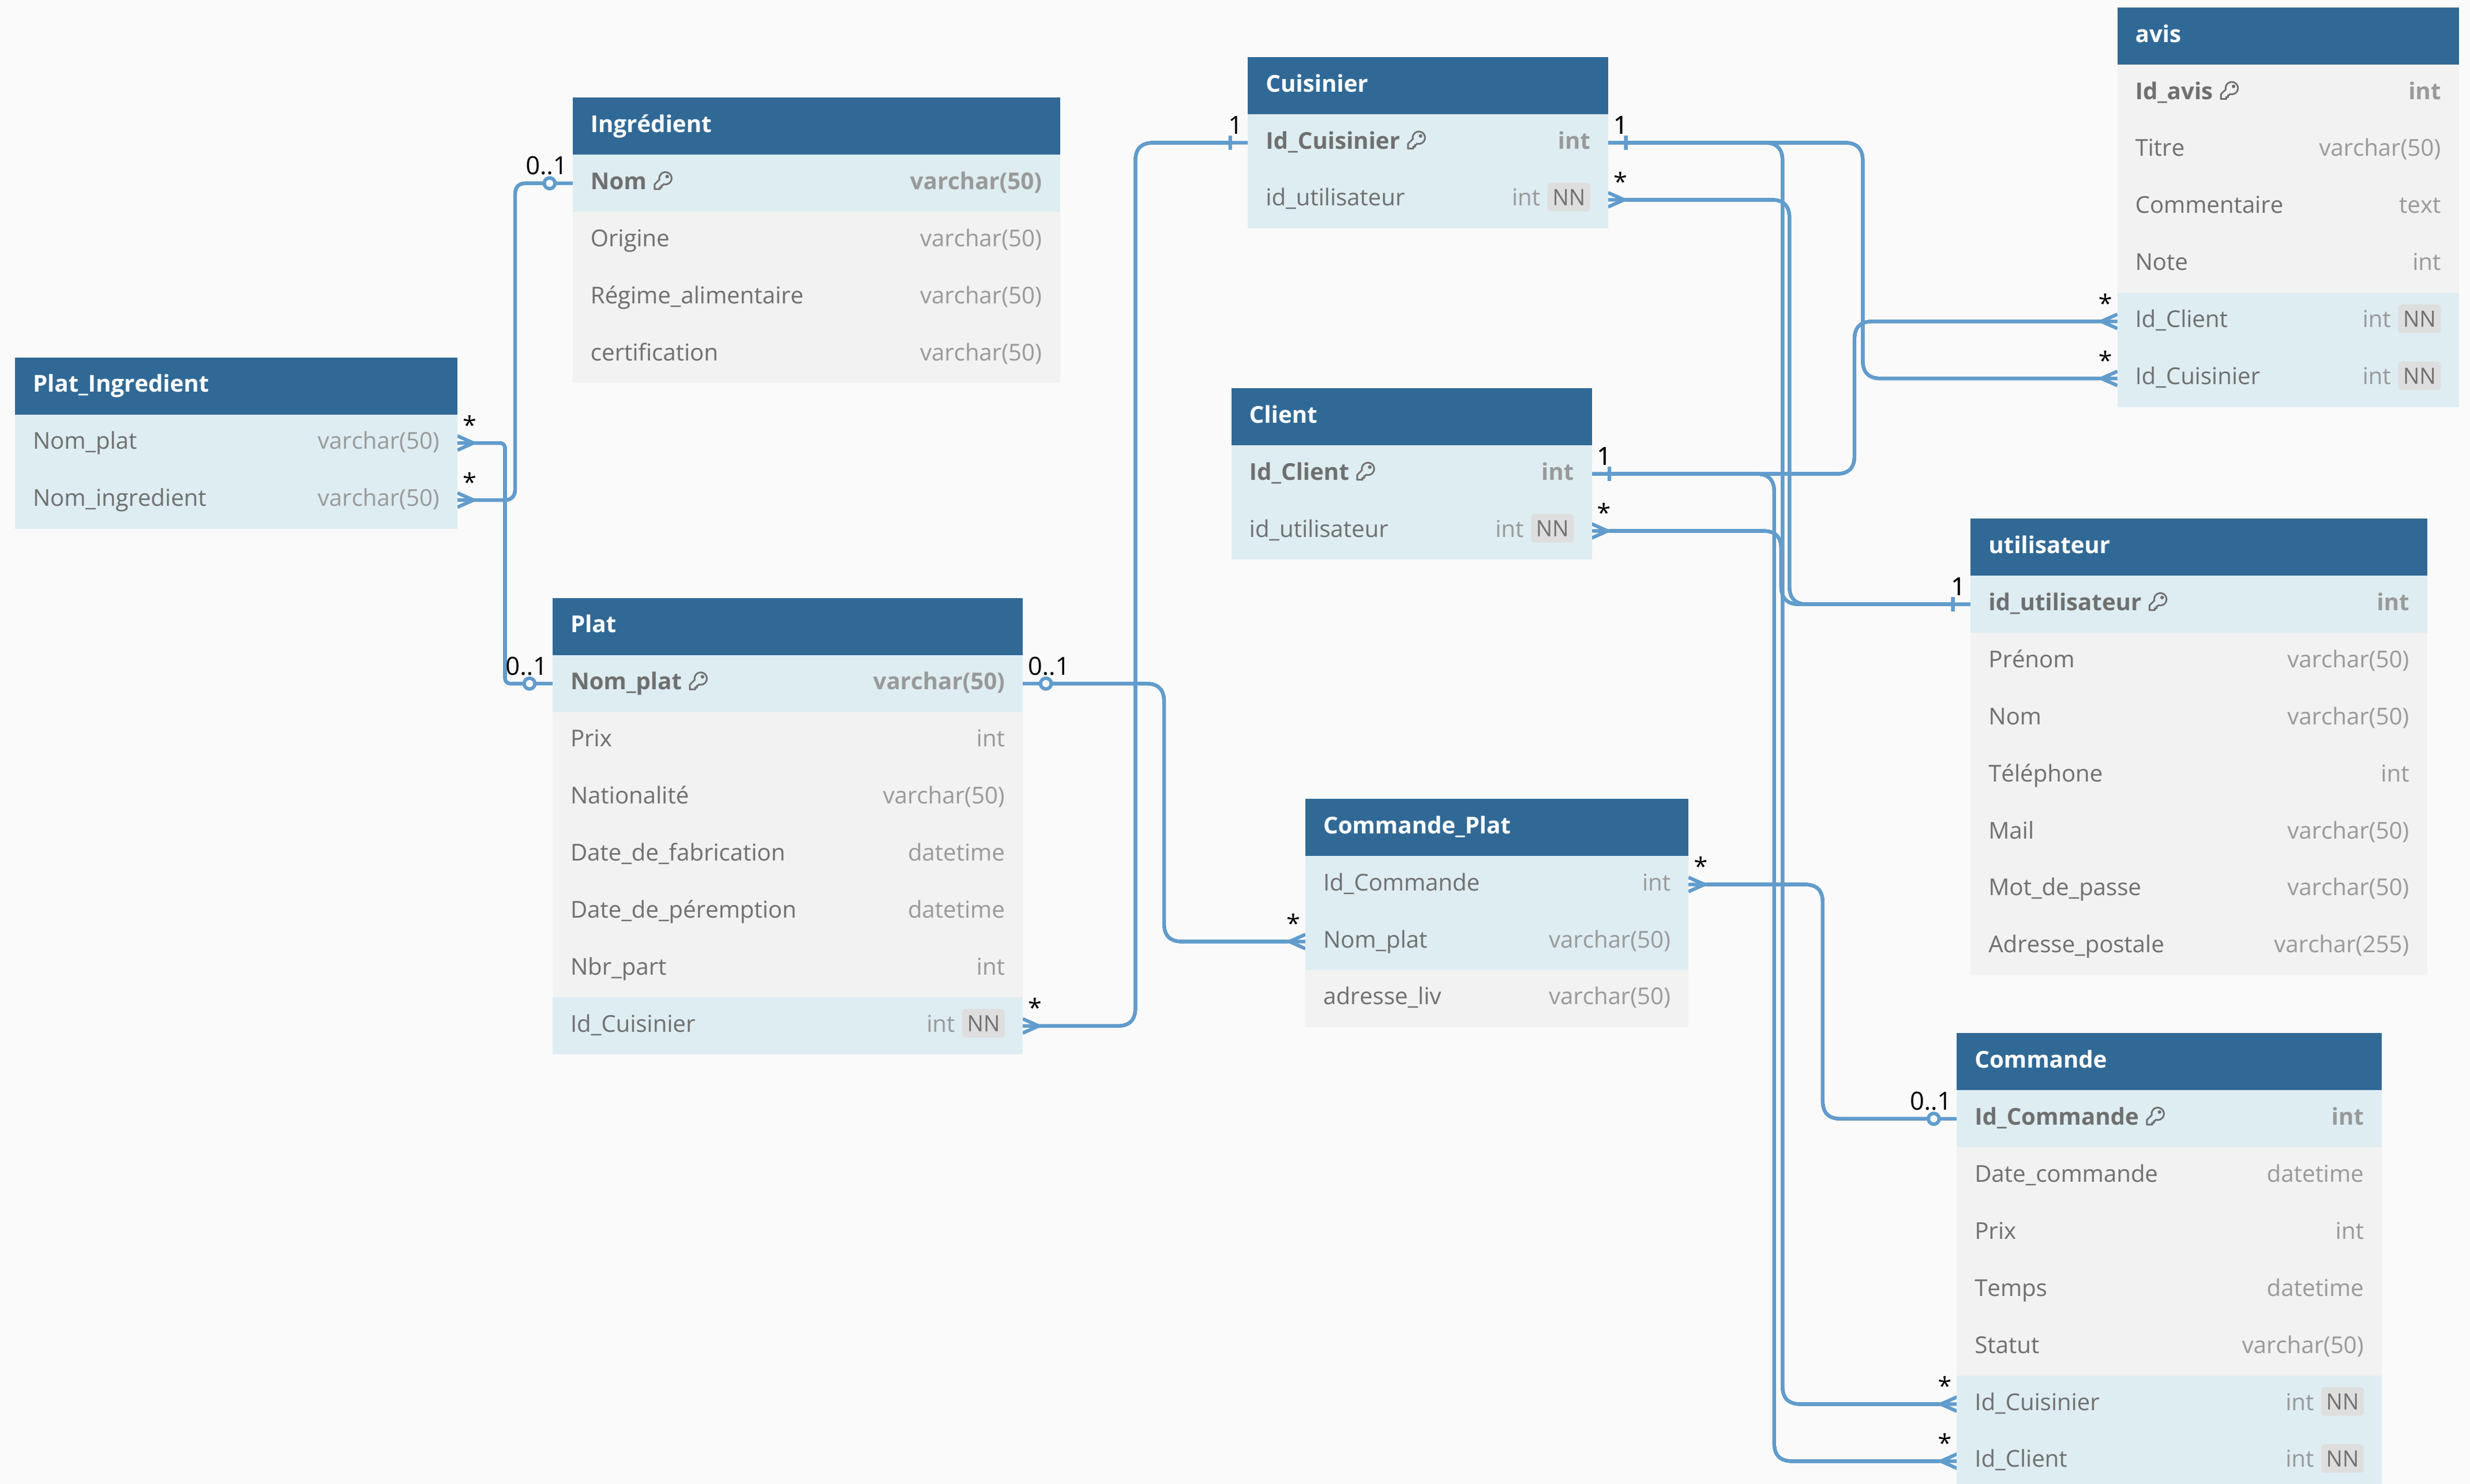 avis
Id_avis int
Titre varchar(50)
Commentaire text
Note int
* Id_Client int NN
* Id_Cuisinier int NN
Cuisinier
1 Id_Cuisinier int 1
id_utilisateur int NN *
Ingrédient
0..1 Nom varchar(50)
Origine varchar(50)
Régime_alimentaire varchar(50)
certification varchar(50)
Plat_Ingredient
Nom_plat varchar(50) *
Nom_ingredient varchar(50) *
Client
Id_Client int 1
id_utilisateur int NN *
utilisateur
1 id_utilisateur int
Prénom varchar(50)
Nom varchar(50)
Téléphone int
Mail varchar(50)
Mot_de_passe varchar(50)
Adresse_postale varchar(255)
Plat
0..1 Nom_plat varchar(50) 0..1
Prix int
Nationalité varchar(50)
Date_de_fabrication datetime
Date_de_péremption datetime
Nbr_part int
Id_Cuisinier int NN *
Commande_Plat
Id_Commande int *
* Nom_plat varchar(50)
adresse_liv varchar(50)
Commande
0..1 Id_Commande int
Date_commande datetime
Prix int
Temps datetime
Statut varchar(50)
* Id_Cuisinier int NN
* Id_Client int NN